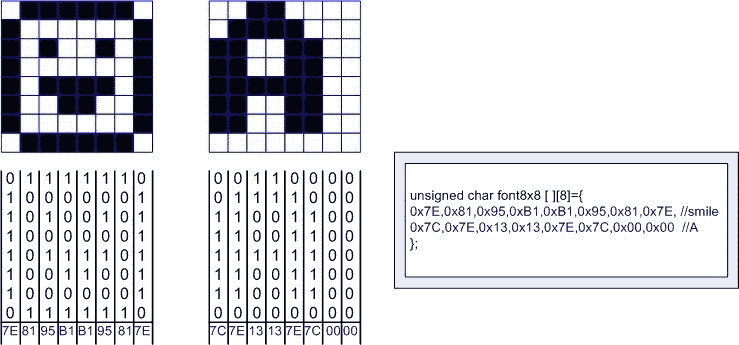 0 1 1 1 1 1 1 0
1 0 0 0 0 0 0 1
1 0 1 0 0 1 0 1
1 0 0 0 0 0 0 1
1 0 1 1 1 1 0 1
1 0 0 1 1 0 0 1
1 0 0 0 0 0 0 1
0 1 1 1 1 1 1 0
7E 81 95 B1 B1 95 81 7E
0 0 1 1 0 0 0 0
0 1 1 1 1 0 0 0
1 1 0 0 1 1 0 0
1 1 0 0 1 1 0 0
1 1 1 1 1 1 0 0
1 1 0 0 1 1 0 0
1 1 0 0 1 1 0 0
0 0 0 0 0 0 0 0
7C 7E 13 13 7E 7C 00 00
unsigned char font8x8 [ ][8]={
0x7E,0x81,0x95,0xB1,0xB1,0x95,0x81,0x7E, //smile
0x7C,0x7E,0x13,0x13,0x7E,0x7C,0x00,0x00 //A
};